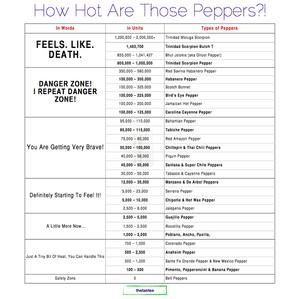 How Hot Are Those Peppers?!
In Words In Units Types of Peppers
FEELS. LIKE. DEATH.
1,200,000 – 2,000,000+ Trinidad Moruga Scorpion
1,463,700 Trinidad Scorpion Butch T
855,000 – 1,041,427 Bhut Jolokia (aka Ghost Pepper)
800,000 – 1,000,000 Trinidad Scorpion Pepper
DANGER ZONE! I REPEAT DANGER ZONE!
350,000 – 580,000 Red Savina Habanero Pepper
100,000 – 350,000 Habanero Pepper
100,000 – 325,000 Scotch Bonnet
100,000 – 225,000 Bird's Eye Pepper
100,000 – 200,000 Jamaican Hot Pepper
100,000 – 125,000 Carolina Cayenne Pepper
You Are Getting Very Brave!
95,000 – 110,000 Bahamian Pepper
85,000 – 115,000 Tabiche Pepper
75,000 – 80,000 Red Amazon Pepper
50,000 – 100,000 Chiltepin & Thai Chili Peppers
40,000 – 58,000 Piquin Pepper
40,000 – 50,000 Santaka & Super Chile Peppers
30,000 – 50,000 Tabasco & Cayenne Peppers
Definitely Starting To Feel It!
15,000 – 30,000 Manzano & De Arbol Peppers
5,000 – 23,000 Serrano Pepper
5,000 – 10,000 Chipotle & Hot Wax Pepper
2,500 – 8,000 Jalapeno Pepper
A Little More Now...
2,500 – 5,000 Guajillo Pepper
1,500 – 2,500 Rocotillo Pepper
1,000 – 2,000 Poblano, Ancho, Pasilla,
Just A Tiny Bit Of Heat, You Can Handle This
700 – 1,000 Coronado Pepper
500 – 2,500 Anaheim Pepper
500 – 1,000 Santa Fe Grande Pepper & New Mexico Pepper
100 – 500 Pimento, Pepperoncini & Banana Pepper
Safety Zone 0 Bell Peppers